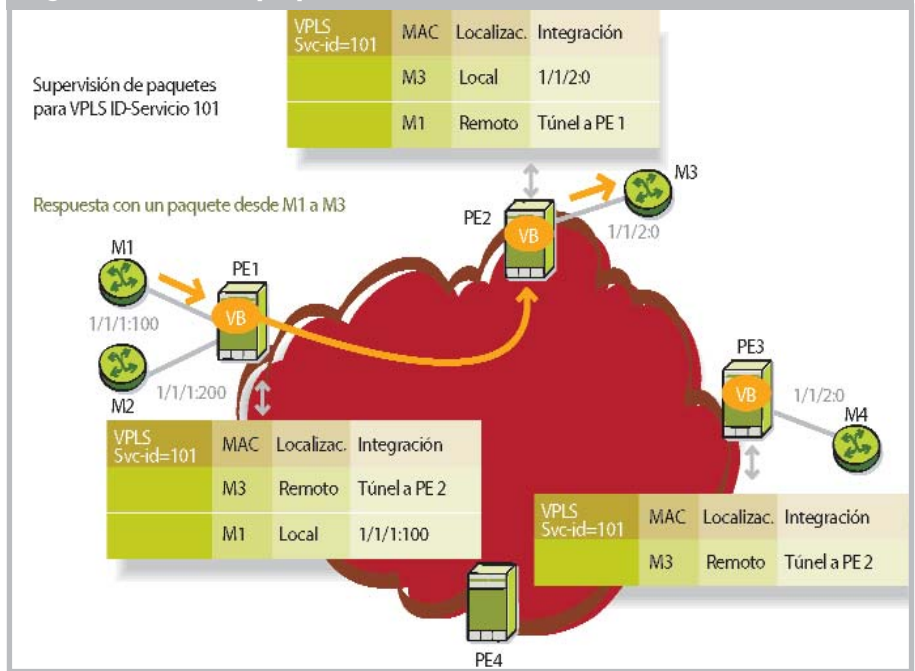 VPLS
Svc-id=101
MAC Localizac. Integración
M3 Local 1/1/2:0
M1 Remoto Túnel a PE 1
Supervisión de paquetes
para VPLS ID-Servicio 101
Respuesta con un paquete desde M1 a M3
M3
PE2
VB
1/1/2:0
M1
PE1
VB
1/1/1:100
M2
1/1/1:200
PE3
VB
1/1/2:0
M4
VPLS
Svc-id=101
MAC Localizac. Integración
M3 Remoto Túnel a PE 2
M1 Local 1/1/1:100
VPLS
Svc-id=101
MAC Localizac. Integración
M3 Remoto Túnel a PE 2
PE4